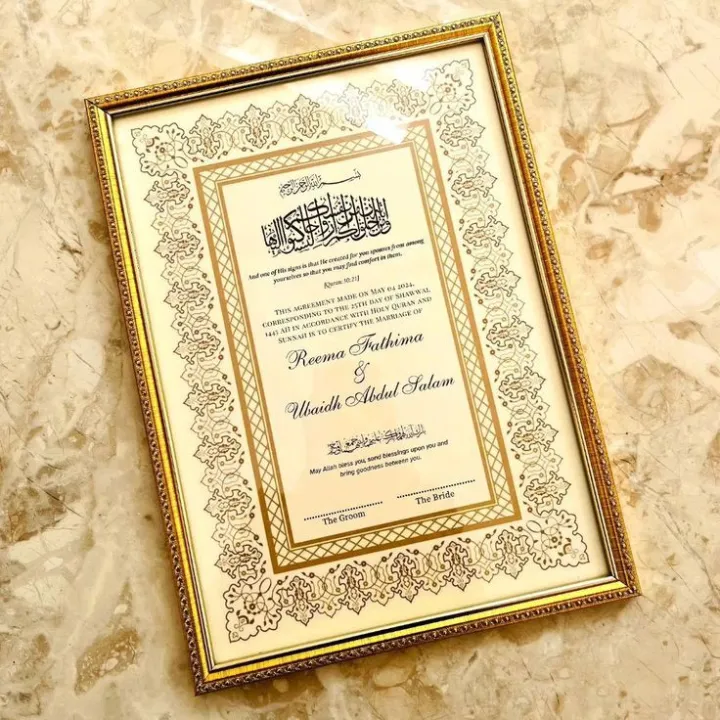 بسم الله الرحمن الرحيم
And one of His signs is that He created for you spouses from among
yourselves so that you may find comfort in them.
[Quran 30:21]
This agreement made on May 04 2024,
corresponding to the 25th day of Shawwal
1445 AH in accordance with Holy Quran and
Sunnah is to certify The Marriage of
Reema Fathima
&
Ubaidh Abdul Salam
May Allah bless you, send blessings upon you and
bring goodness between you.
The Groom
The Bride